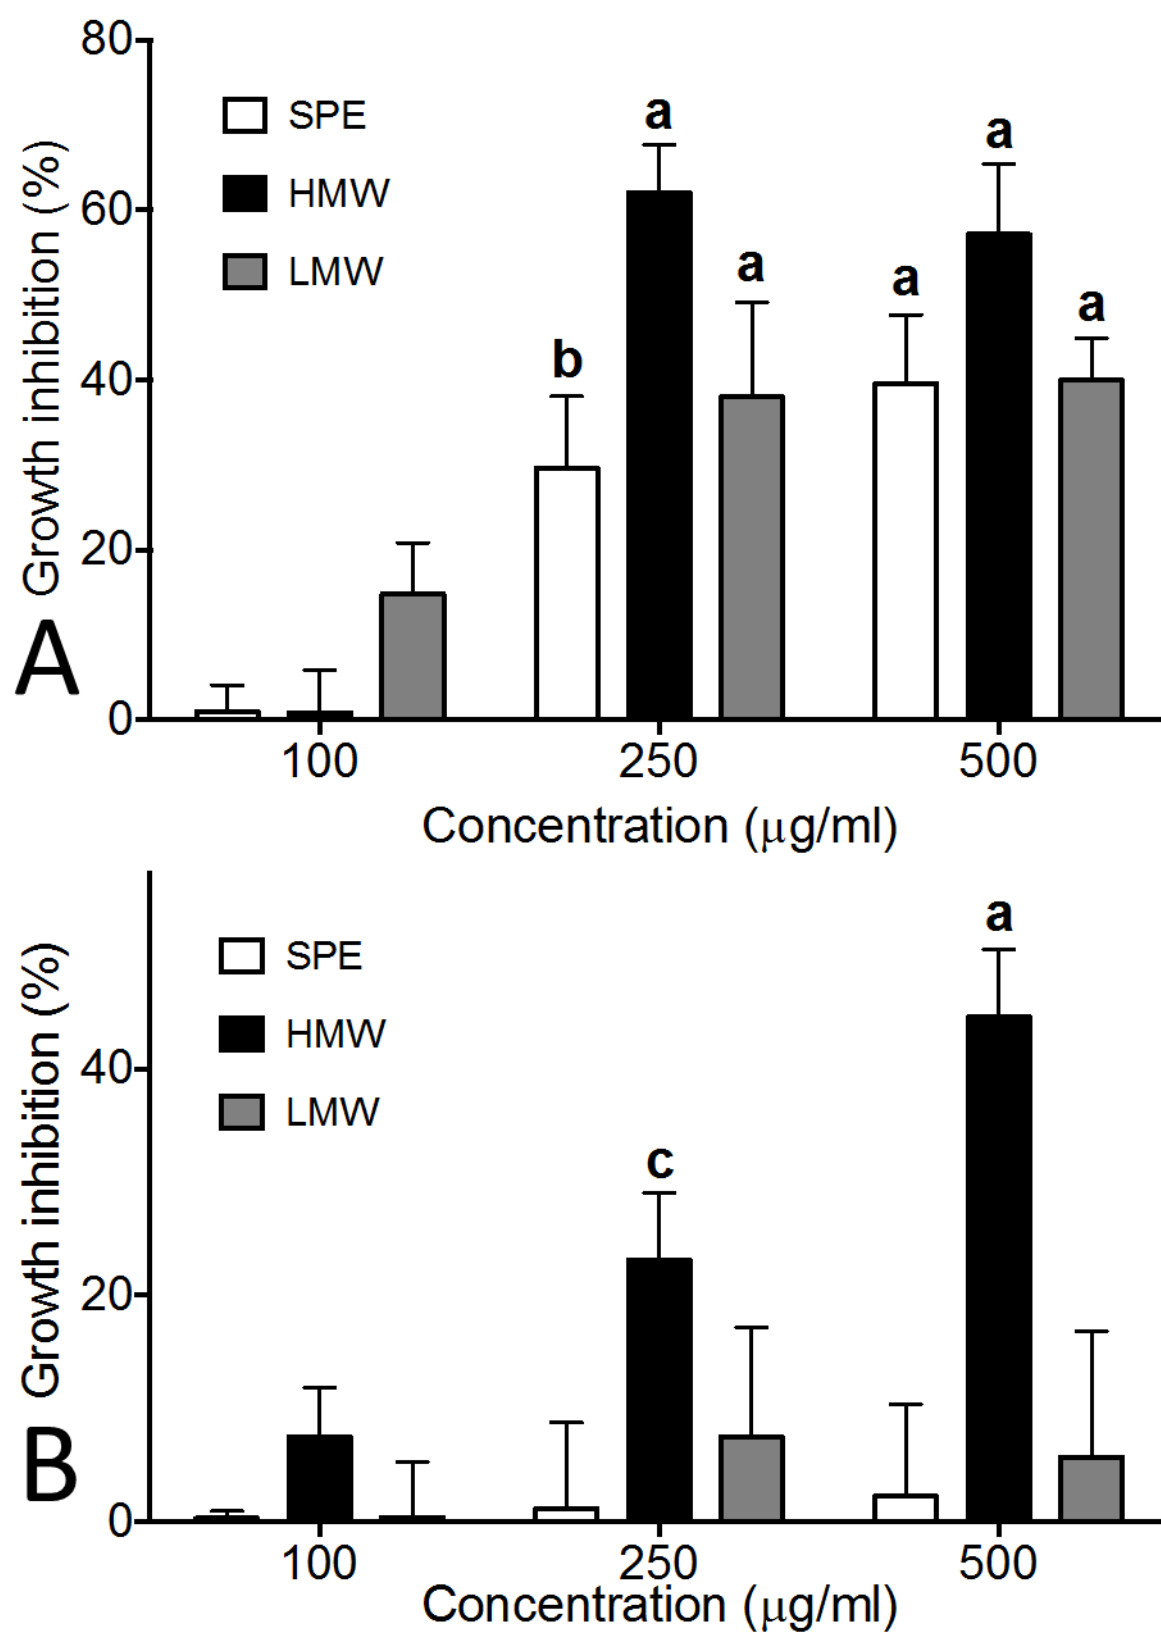 80
SPE
a
a
HMW
60
LMW
a
a
a
b
40
20
0
Growth inhibition (%)
A
100 250 500
Concentration (μg/ml)
a
SPE
HMW
40
LMW
c
20
0
Growth inhibition (%)
B
100 250 500
Concentration (μg/ml)